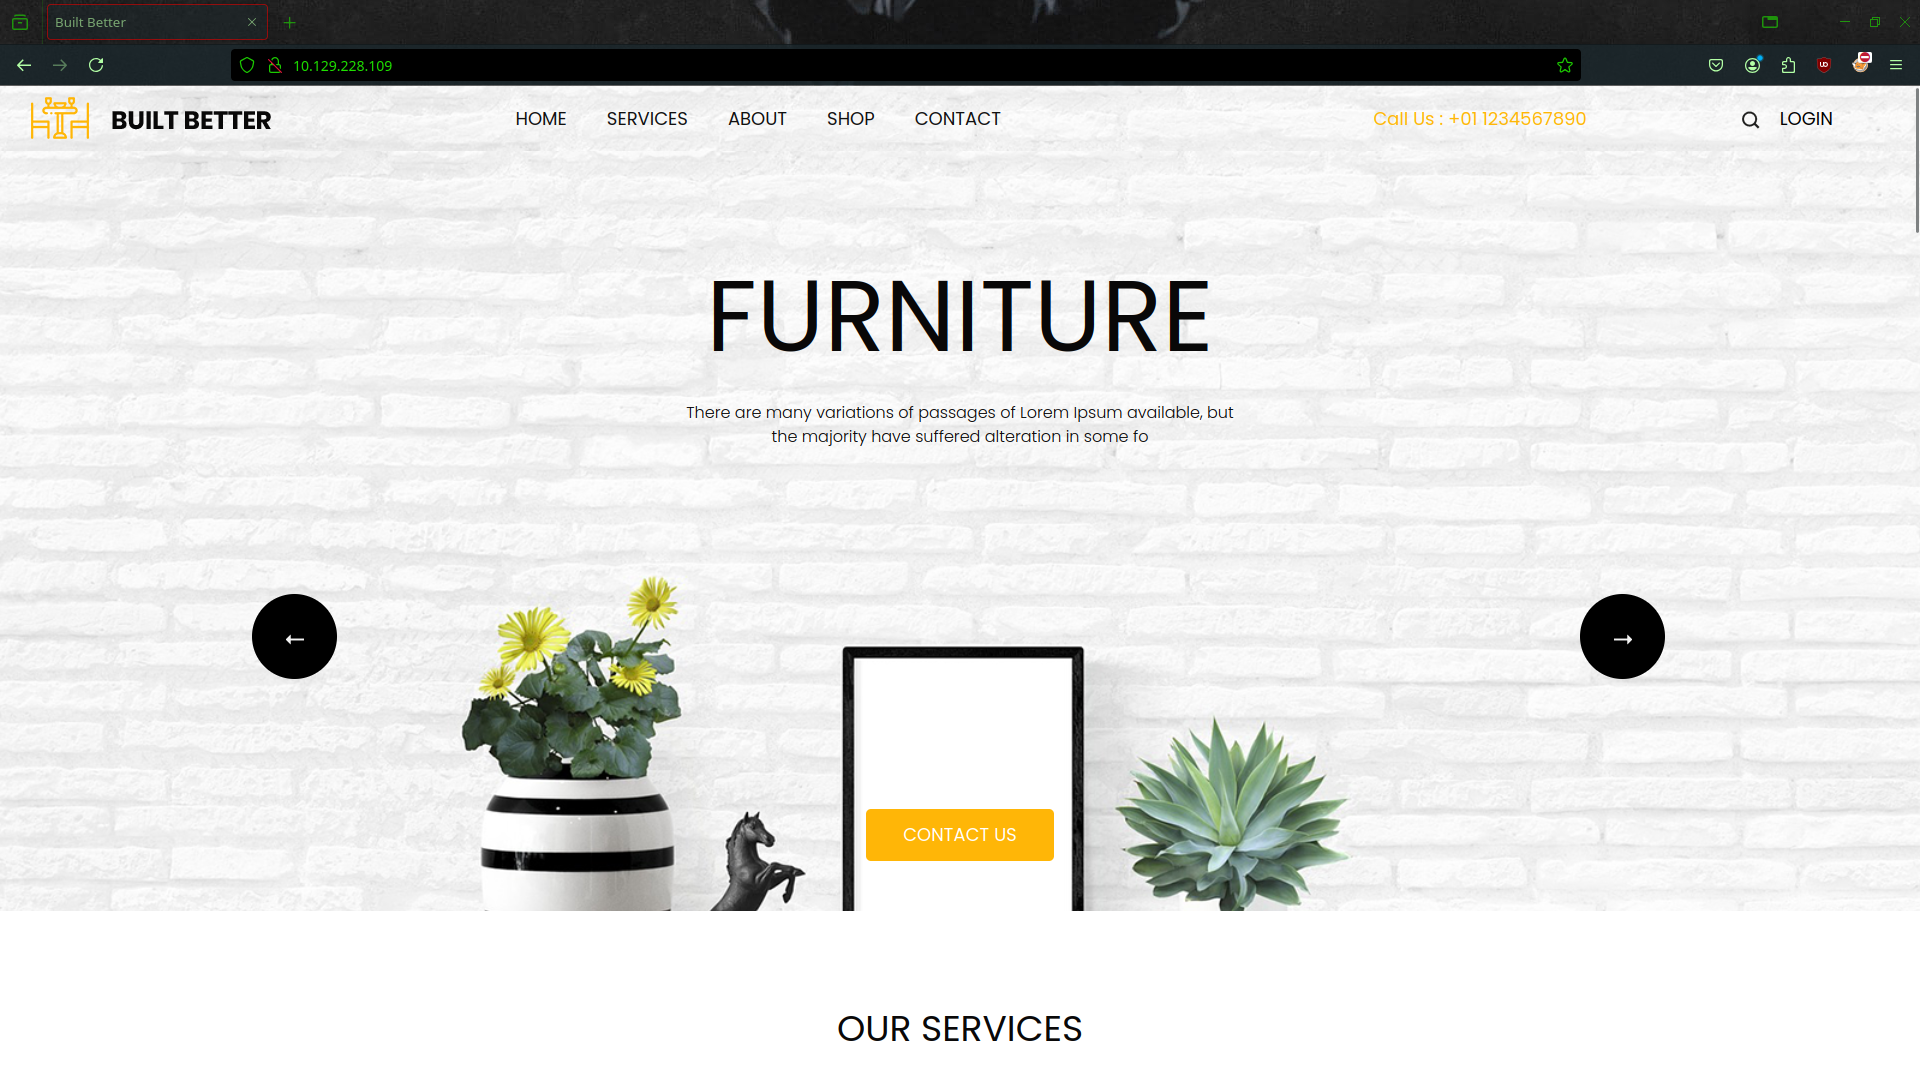 Built Better
10.129.228.109
BUILT BETTER
HOME SERVICES ABOUT SHOP CONTACT
Call Us : +01 1234567890
LOGIN
FURNITURE
There are many variations of passages of Lorem Ipsum available, but
the majority have suffered alteration in some fo
CONTACT US
OUR SERVICES